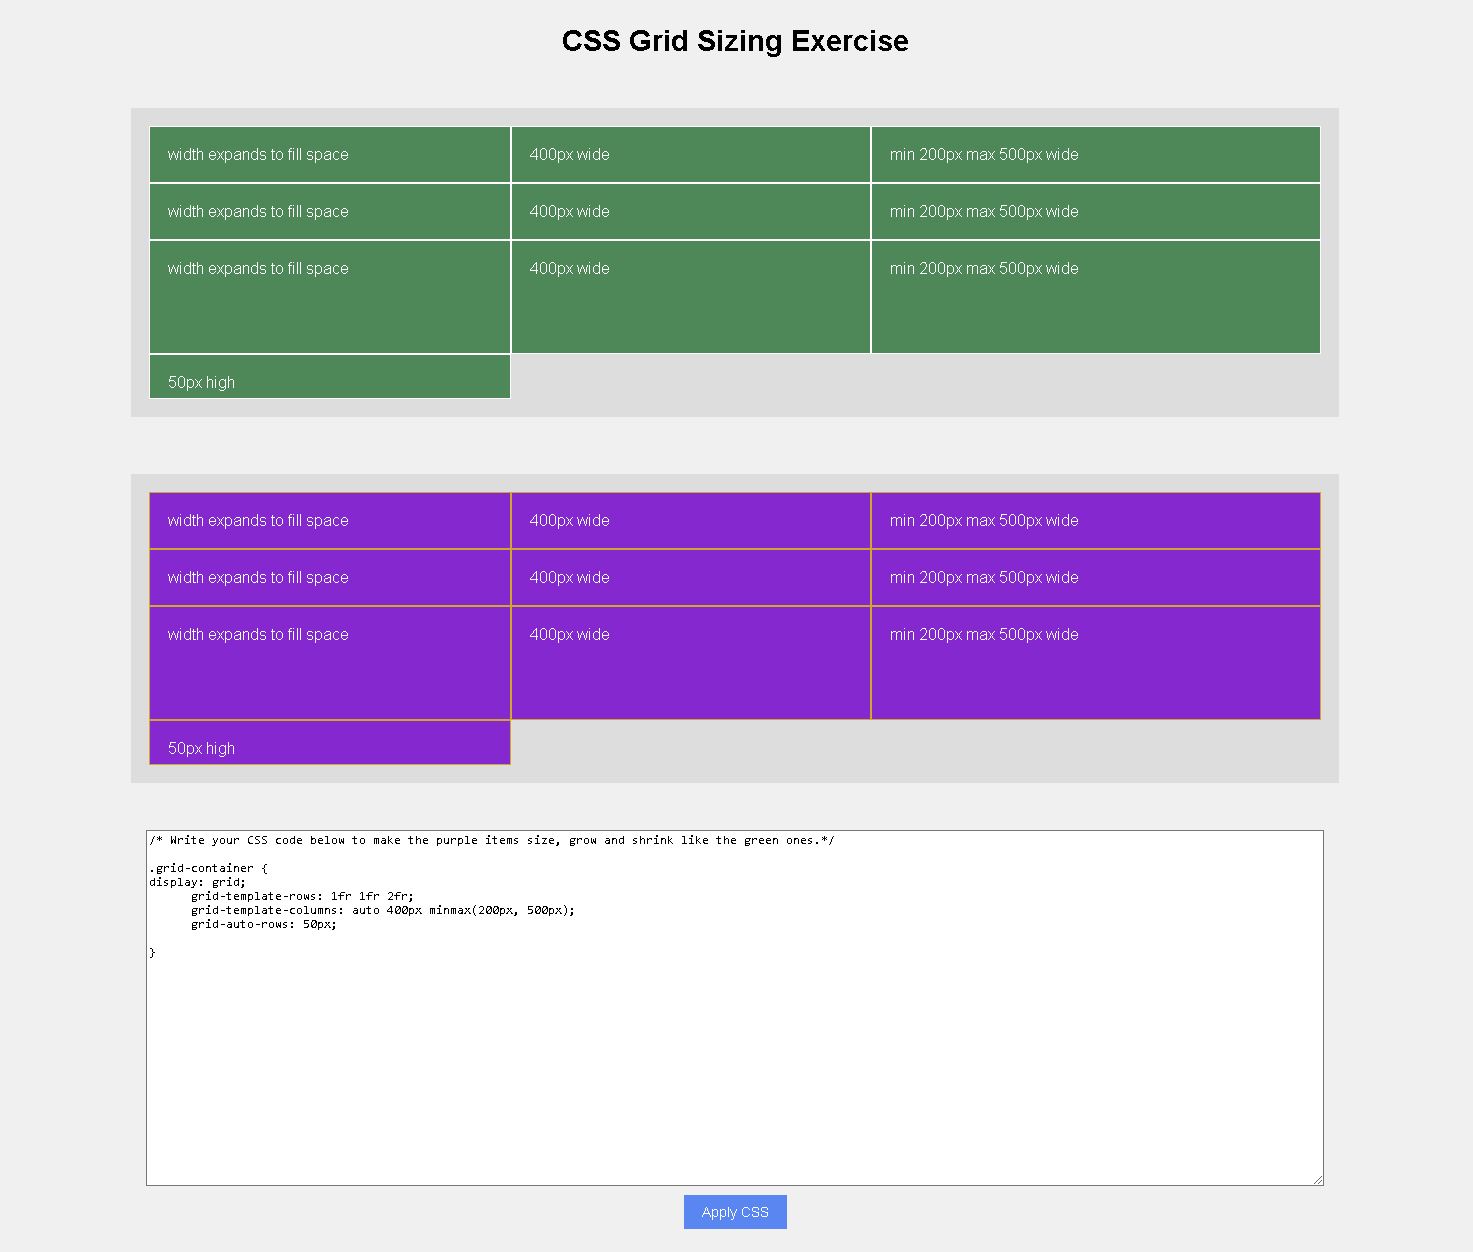 CSS Grid Sizing Exercise
width expands to fill space 400px wide min 200px max 500px wide
width expands to fill space 400px wide min 200px max 500px wide
width expands to fill space 400px wide min 200px max 500px wide
50px high
width expands to fill space 400px wide min 200px max 500px wide
width expands to fill space 400px wide min 200px max 500px wide
width expands to fill space 400px wide min 200px max 500px wide
50px high
/* Write your CSS code below to make the purple items size, grow and shrink like the green ones.*/
.grid-container {
display: grid;
grid-template-rows: 1fr 1fr 2fr;
grid-template-columns: auto 400px minmax(200px, 500px);
grid-auto-rows: 50px;
}
Apply CSS